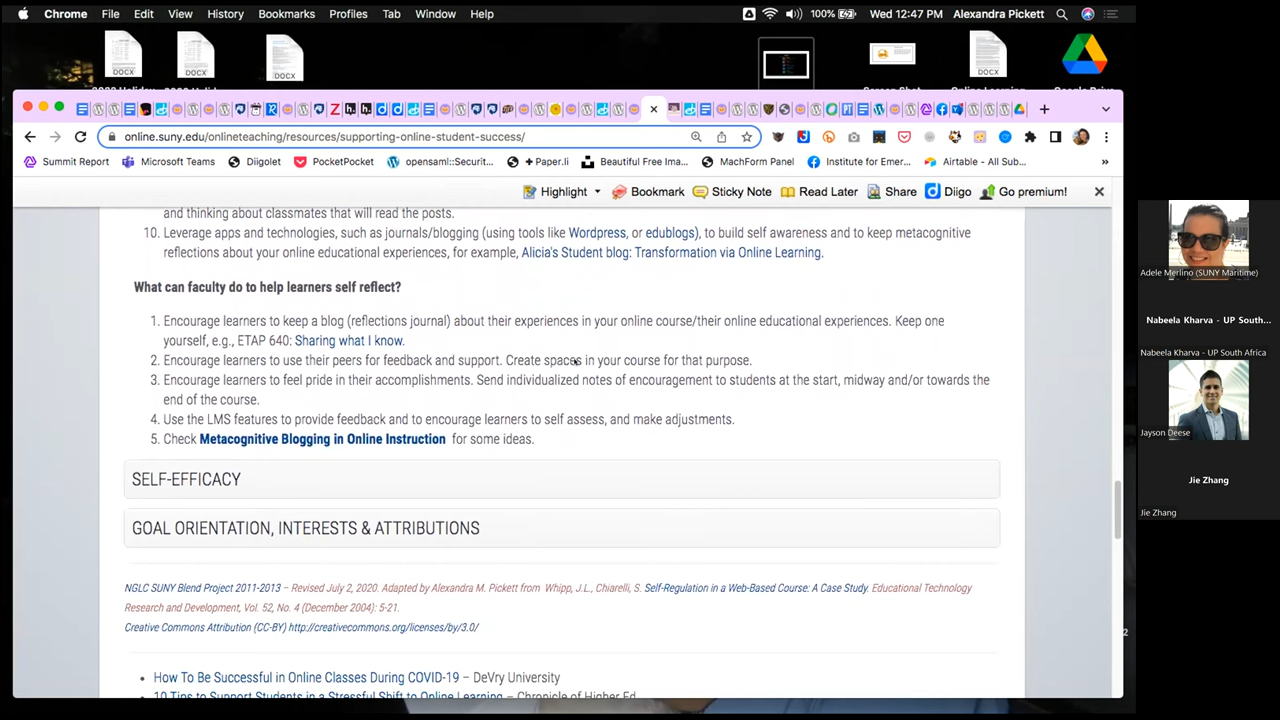 Chrome File Edit View History Bookmarks Profiles Tab Window Help 100% Wed 12:47 PM Alexandra Pickett
DOCX DOCX DOCX DOCX
online.suny.edu/onlineteaching/resources/supporting-online-student-success/
Summit Report Microsoft Teams Diigolet PocketPocket opensaml::Securit... + Paper.li Beautiful Free Ima... MachForm Panel Institute for Emer... Airtable - All Sub... »
Highlight Bookmark Sticky Note Read Later Share Diigo Go premium!
and thinking about classmates that will read the posts.
10. Leverage apps and technologies, such as journals/blogging (using tools like Wordpress, or edublogs), to build self awareness and to keep metacognitive
reflections about your online educational experiences, for example, Alicia's Student blog: Transformation via Online Learning.
What can faculty do to help learners self reflect?
1. Encourage learners to keep a blog (reflections journal) about their experiences in your online course/their online educational experiences. Keep one
yourself, e.g., ETAP 640: Sharing what I know.
2. Encourage learners to use their peers for feedback and support. Create success in your course for that purpose.
3. Encourage learners to feel pride in their accomplishments. Send individualized notes of encouragement to students at the start, midway and/or towards the
end of the course.
4. Use the LMS features to provide feedback and to encourage learners to self assess, and make adjustments.
5. Check Metacognitive Blogging in Online Instruction for some ideas.
SELF-EFFICACY
GOAL ORIENTATION, INTERESTS & ATTRIBUTIONS
NGLC SUNY Blend Project 2011-2013 – Revised July 2, 2020. Adapted by Alexandra M. Pickett from Whipp, J.L., Chiarelli, S. Self-Regulation in a Web-Based Course: A Case Study. Educational Technology
Research and Development, Vol. 52, No. 4 (December 2004): 5-21.
Creative Commons Attribution (CC-BY) http://creativecommons.org/licenses/by/3.0/
• How To Be Successful in Online Classes During COVID-19 – DeVry University
• 10 Tips to Support Students in a Stressful Shift to Online Learning – Chronicle of Higher Ed
Adele Merlino (SUNY Maritime)
Nabeela Kharva - UP South...
Nabeela Kharva - UP South Africa
Jayson Deese
Jie Zhang
Jie Zhang